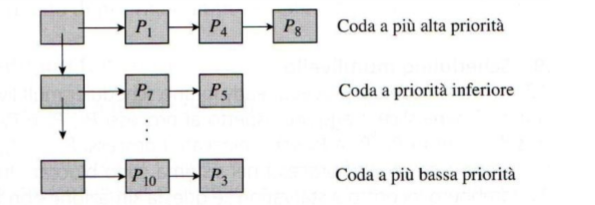 P1 P4 P8 Coda a più alta priorità
P7 P5 Coda a priorità inferiore
P10 P3 Coda a più bassa priorità